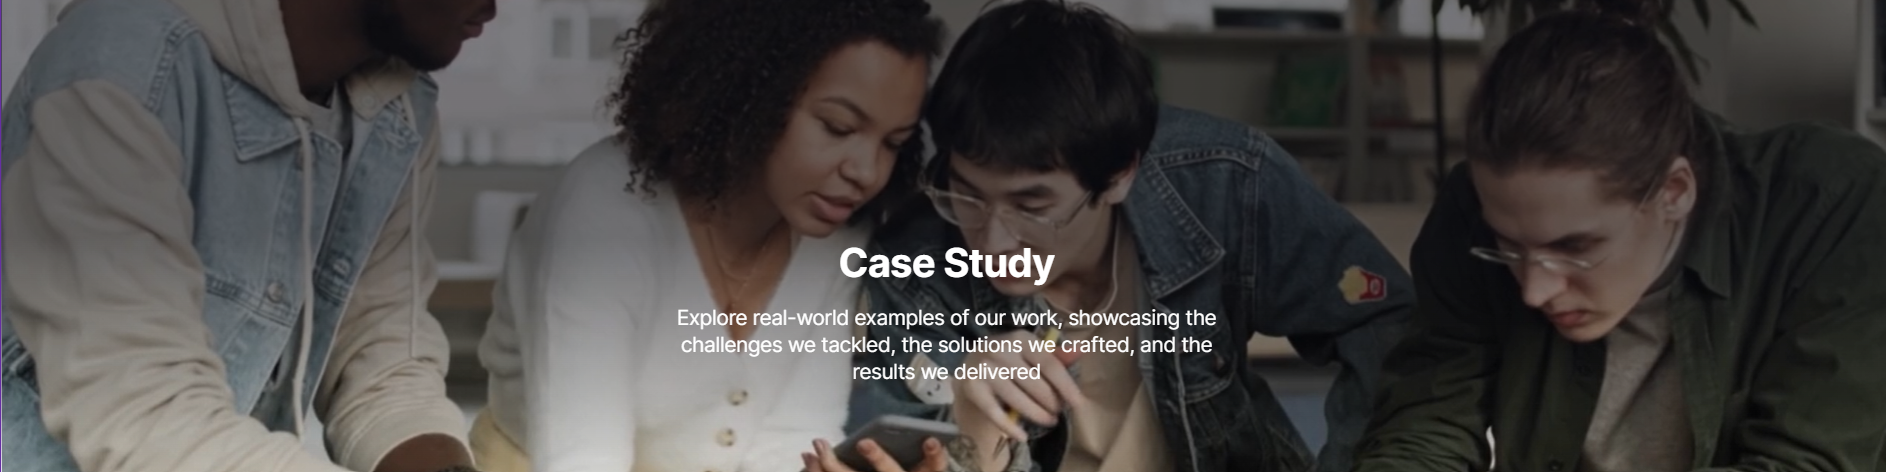 Case Study
Explore real-world examples of our work, showcasing the
challenges we tackled, the solutions we crafted, and the
results we delivered